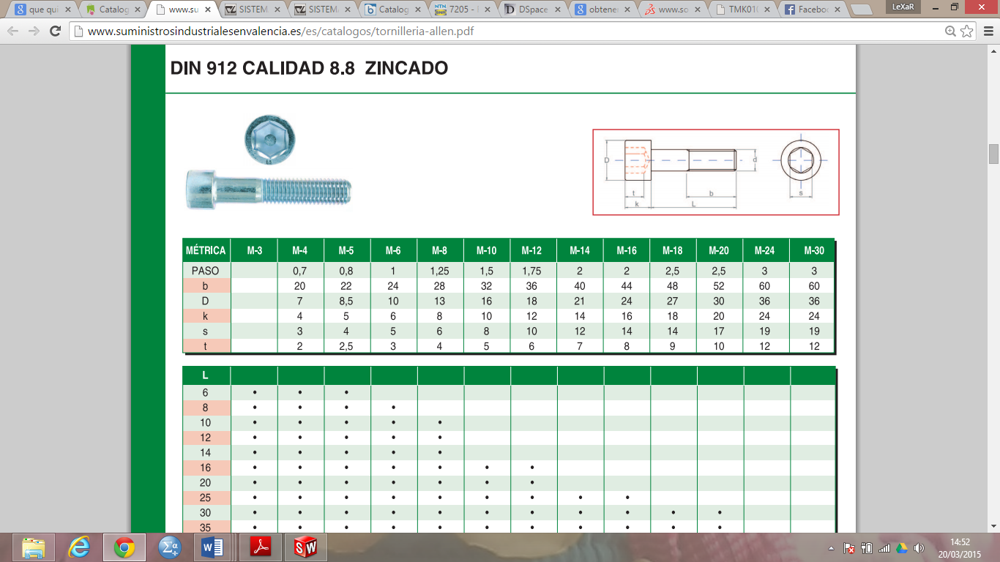 que qui
Catalog
www.su
SISTEM
SISTEM
Catalog
7205 -
DSpace
obtener
www.so
TMK010
Facebo
LeXaR
www.suministrosindustrialesenvalencia.es/es/catalogos/tornilleria-allen.pdf
DIN 912 CALIDAD 8.8 ZINCADO
D d
t b s
k L
MÉTRICA M-3 M-4 M-5 M-6 M-8 M-10 M-12 M-14 M-16 M-18 M-20 M-24 M-30
PASO 0,7 0,8 1 1,25 1,5 1,75 2 2 2,5 2,5 3 3
b 20 22 24 28 32 36 40 44 48 52 60 60
D 7 8,5 10 13 16 18 21 24 27 30 36 36
k 4 5 6 8 10 12 14 16 18 20 24 24
s 3 4 5 6 8 10 12 14 14 17 19 19
t 2 2,5 3 4 5 6 7 8 9 10 12 12
L
6 • • •
8 • • • •
10 • • • • •
12 • • • • •
14 • • • • •
16 • • • • • • •
20 • • • • • • •
25 • • • • • • • • •
30 • • • • • • • • • • •
35 • • • • • • • • • • •
14:52
20/03/2015